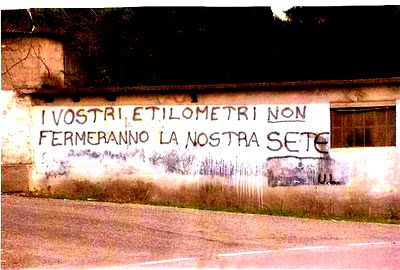 I VOSTRI ETILOMETRI NON
FERMERANNO LA NOSTRA SETE